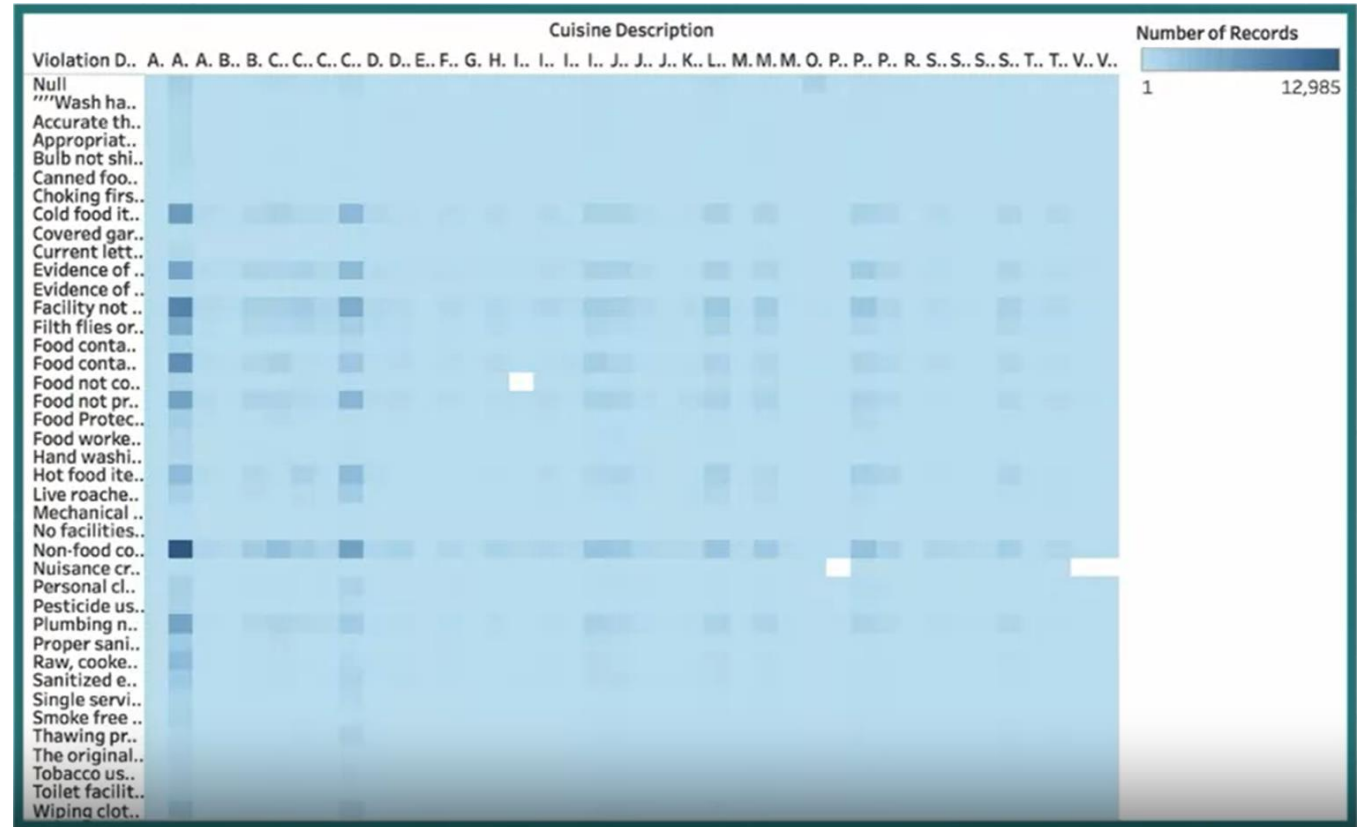 Cuisine Description
Number of Records
1 12,985
Violation D.. A. A. A. B.. B. C.. C.. C.. C.. D. D.. E.. F.. G. H. I.. I.. I.. I.. J.. J.. J.. K.. L.. M. M. M. O. P.. P.. P.. R. S.. S.. S.. S.. T.. T.. V.. V..
Null
""'Wash ha..
Accurate th..
Appropriat..
Bulb not shi..
Canned foo..
Choking firs..
Cold food it..
Covered gar..
Current lett..
Evidence of ..
Evidence of ..
Facility not ..
Filth flies or..
Food conta..
Food conta..
Food not co..
Food not pr..
Food Protec..
Food worke..
Hand washi..
Hot food ite..
Live roache..
Mechanical ..
No facilities..
Non-food co..
Nuisance cr..
Personal cl..
Pesticide us..
Plumbing n..
Proper sani..
Raw, cooke..
Sanitized e..
Single servi..
Smoke free ..
Thawing pr..
The original..
Tobacco us..
Toilet facilit..
Wiping clot..